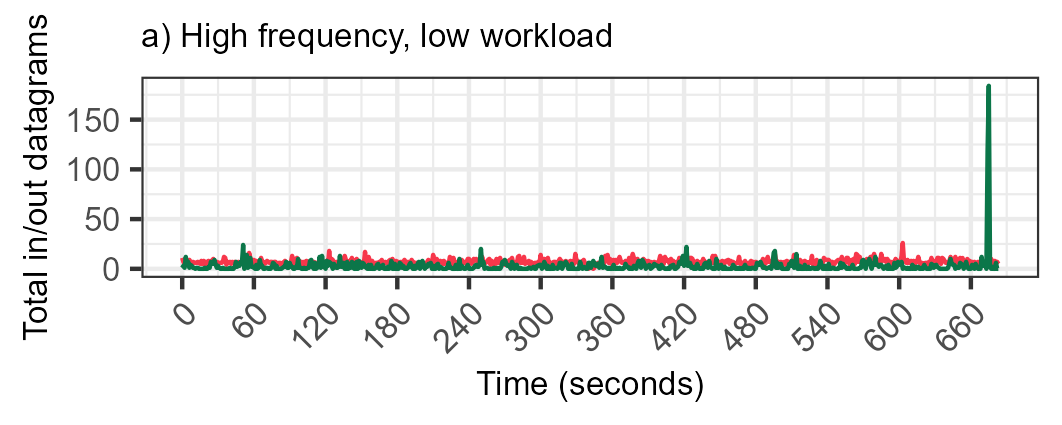 a) High frequency, low workload
Total in/out datagrams
150
100
50
0
0 60 120 180 240 300 360 420 480 540 600 660
Time (seconds)